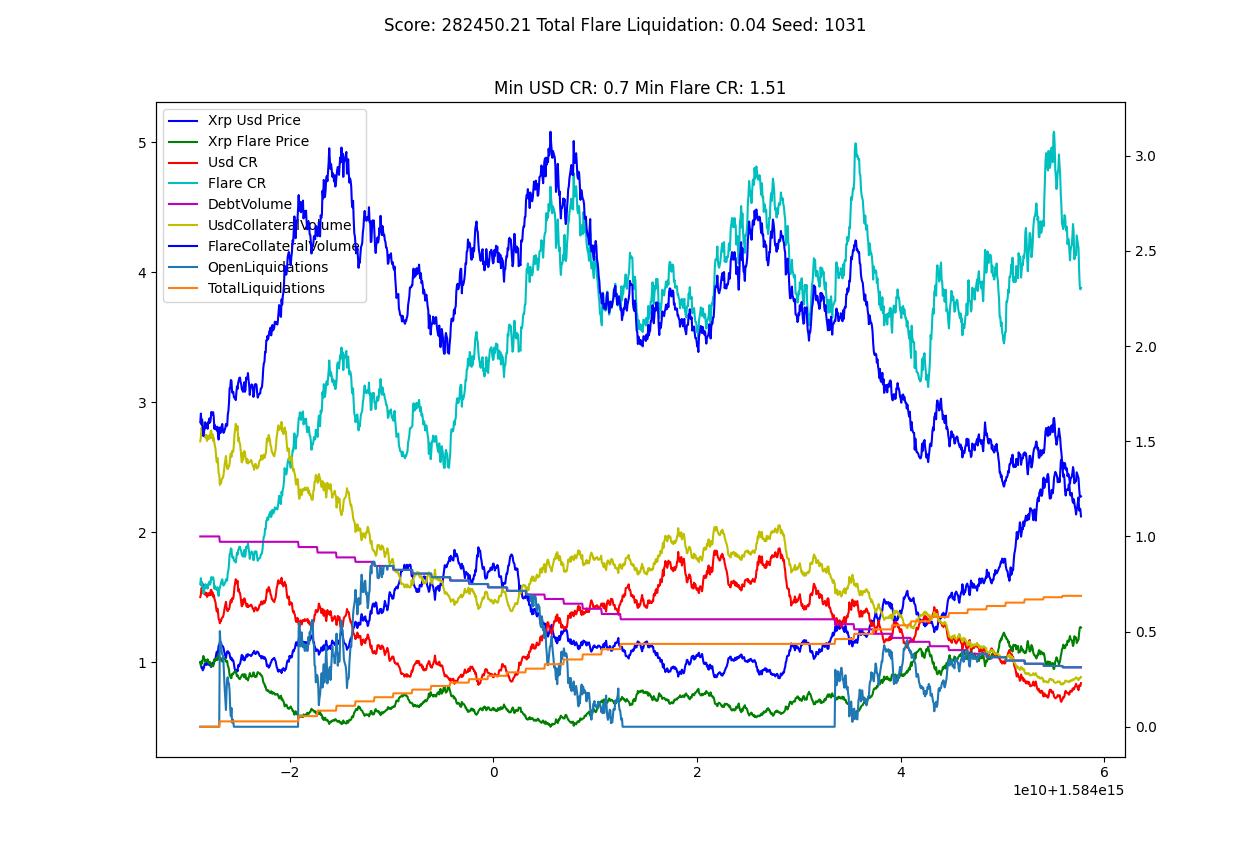 Score: 282450.21 Total Flare Liquidation: 0.04 Seed: 1031
Min USD CR: 0.7 Min Flare CR: 1.51
Xrp Usd Price
Xrp Flare Price
Usd CR
Flare CR
DebtVolume
UsdCollateralVolume
FlareCollateralVolume
OpenLiquidations
TotalLiquidations
5
4
3
2
1
3.0
2.5
2.0
1.5
1.0
0.5
0.0
−2 0 2 4 6
1e10+1.584e15